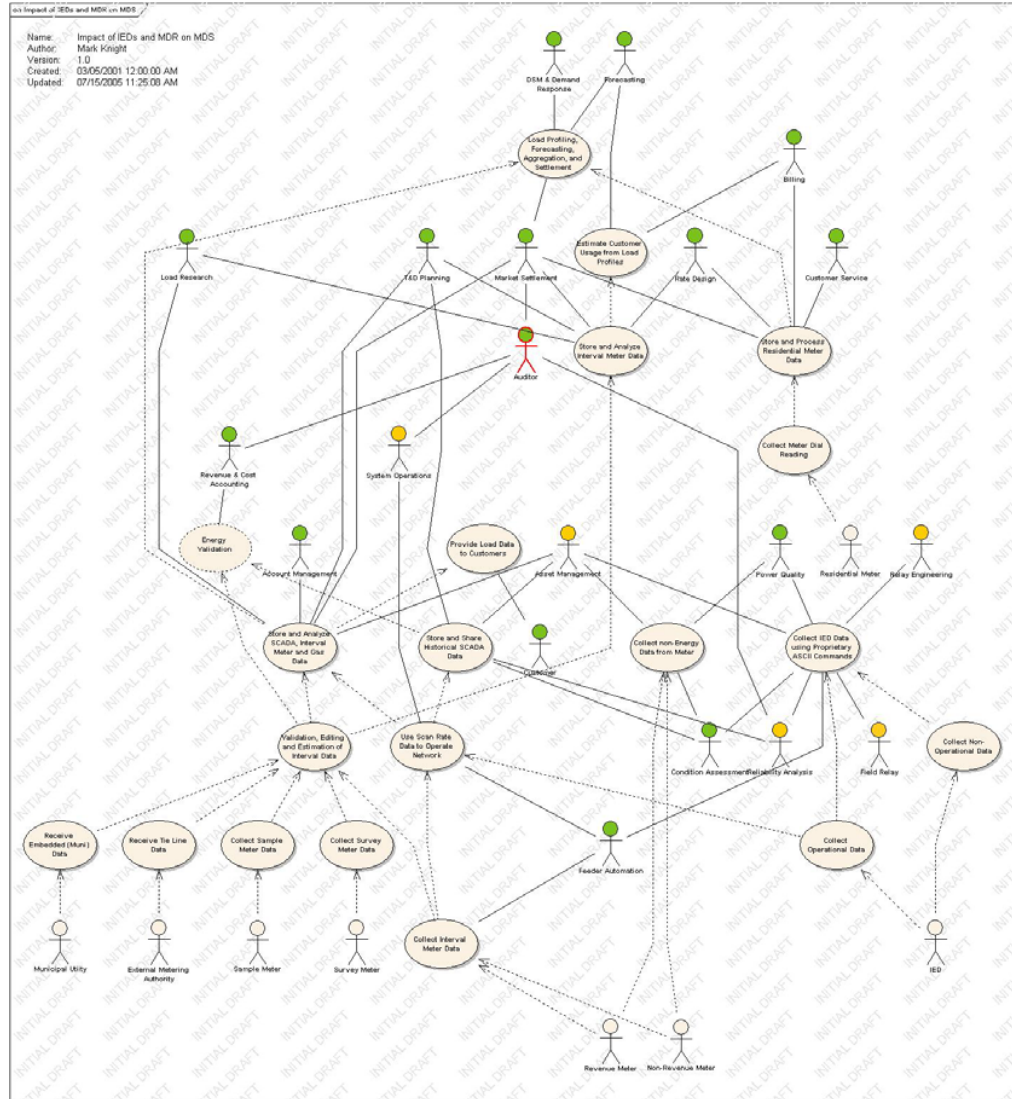 on Impact of IEDs and MDR on MDS
Name: Impact of IEDs and MDR on MDS
Author: Mark Knight
Version: 1.0
Created: 03/05/2001 12:00:00 AM
Updated: 07/15/2005 11:25:08 AM
DSM & Demand
Response
Forecasting
Load Profiling,
Forecasting,
Aggregation, and
Settlement
Billing
Load Research
T&D Planning
Market Settlement
Estimate Customer
Usage from Load
Profiles
Rate Design
Customer Service
Auditor
Store and Analyze
Interval Meter Data
Store and Process
Residential Meter
Data
Revenue & Cost
Accounting
System Operations
Collect Meter Dial
Reading
Energy
Validation
Account Management
Provide Load Data
to Customers
Asset Management
Power Quality
Residential Meter
Relay Engineering
Store and Analyze
SCADA, Interval
Meter and Gas
Data
Store and Share
Historical SCADA
Data
Customer
Collect non-Energy
Data from Meter
Collect IED Data
using Proprietary
ASCII Commands
Validation, Editing
and Estimation of
Interval Data
Use Scan Rate
Data to Operate
Network
Condition Assessment
Reliability Analysis
Field Relay
Collect Non-
Operational Data
Receive
Embedded (Muni)
Data
Receive Tie Line
Data
Collect Sample
Meter Data
Collect Survey
Meter Data
Feeder Automation
Collect
Operational Data
Municipal Utility
External Metering
Authority
Sample Meter
Survey Meter
Collect Interval
Meter Data
IED
Revenue Meter
Non-Revenue Meter
INITIAL DRAFT